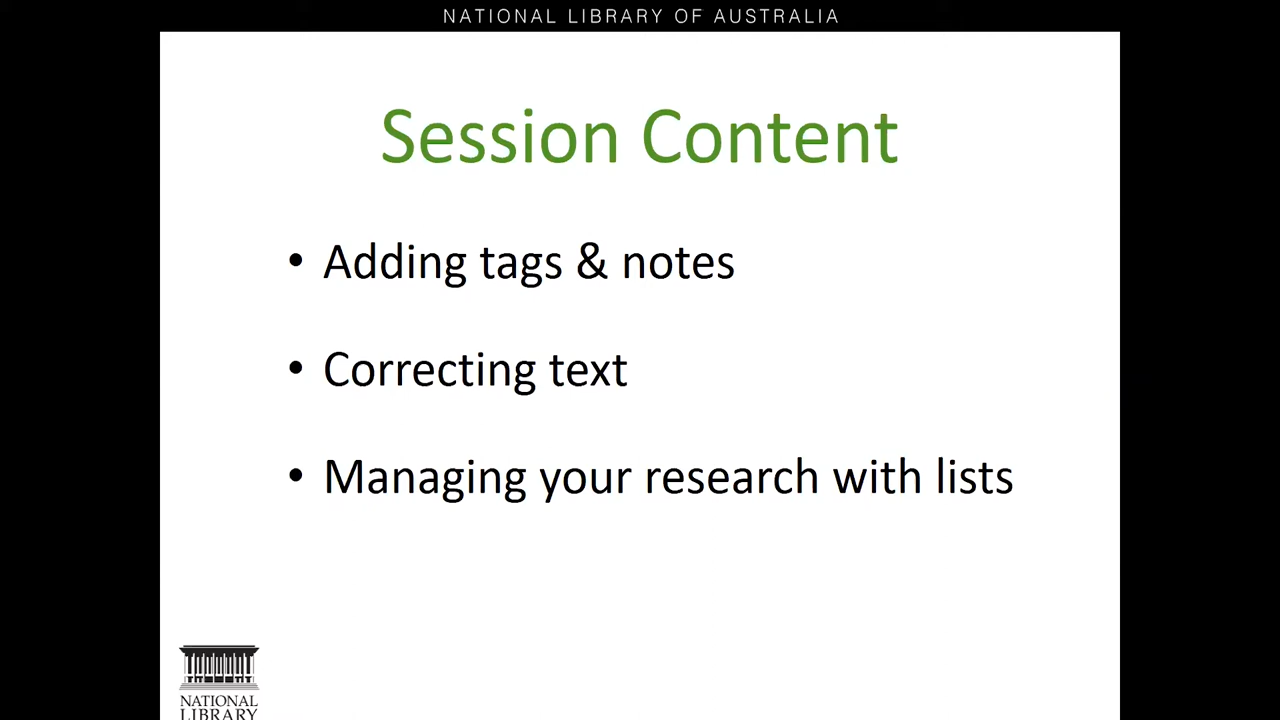 NATIONAL LIBRARY OF AUSTRALIA
Session Content
• Adding tags & notes
• Correcting text
• Managing your research with lists
NATIONAL
LIBRARY